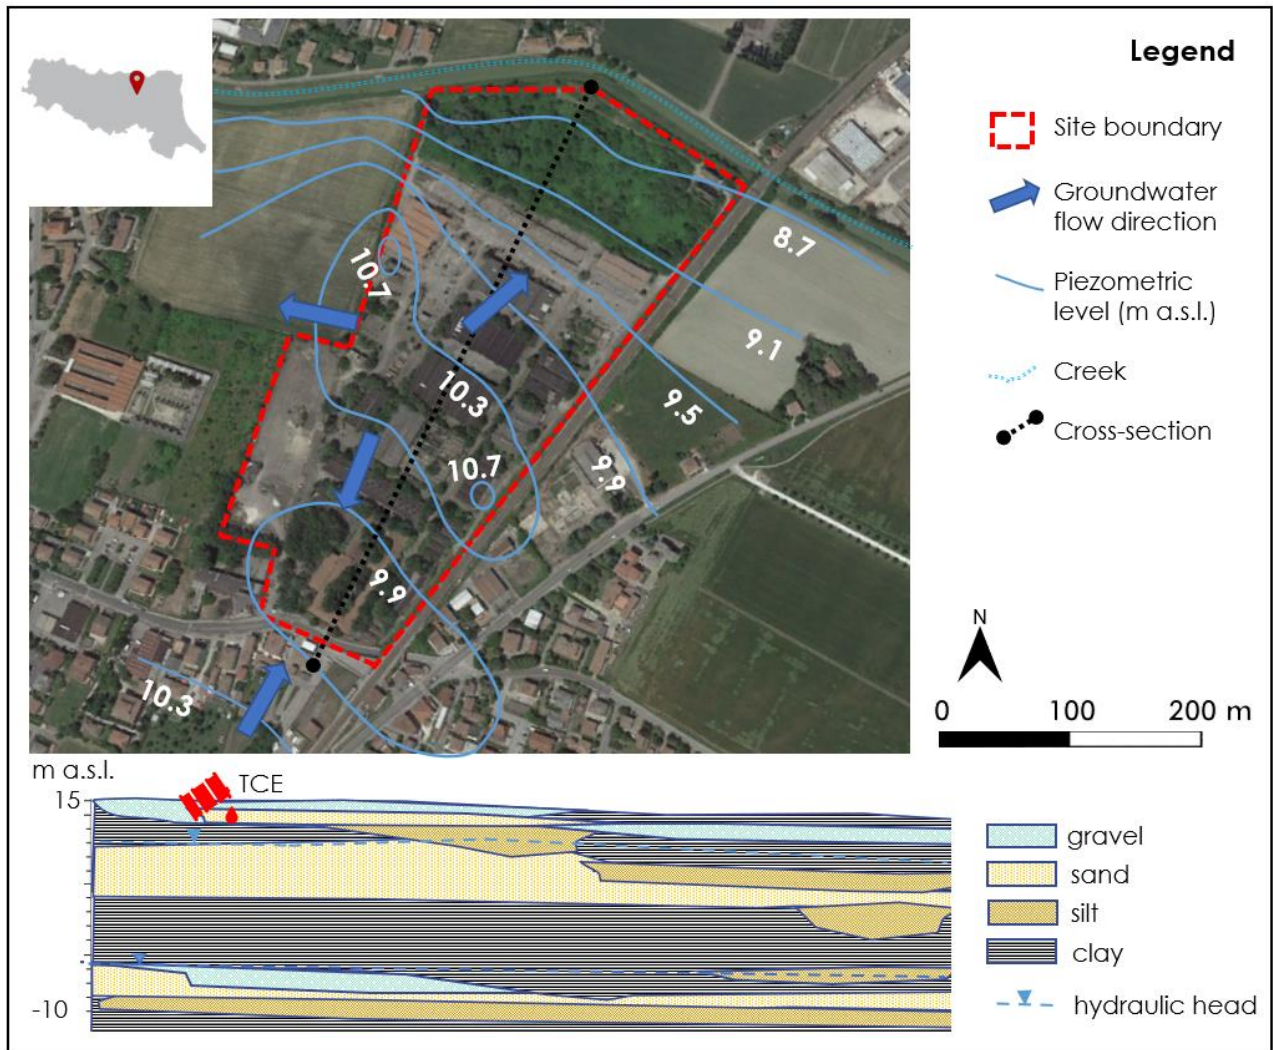 Legend
Site boundary
Groundwater
flow direction
Piezometric
level (m a.s.l.)
Creek
Cross-section
8.7
10.7
9.1
10.3
9.5
10.7
9.9
9.9
10.3
N
0 100 200 m
m a.s.l.
TCE
15
-10
gravel
sand
silt
clay
hydraulic head